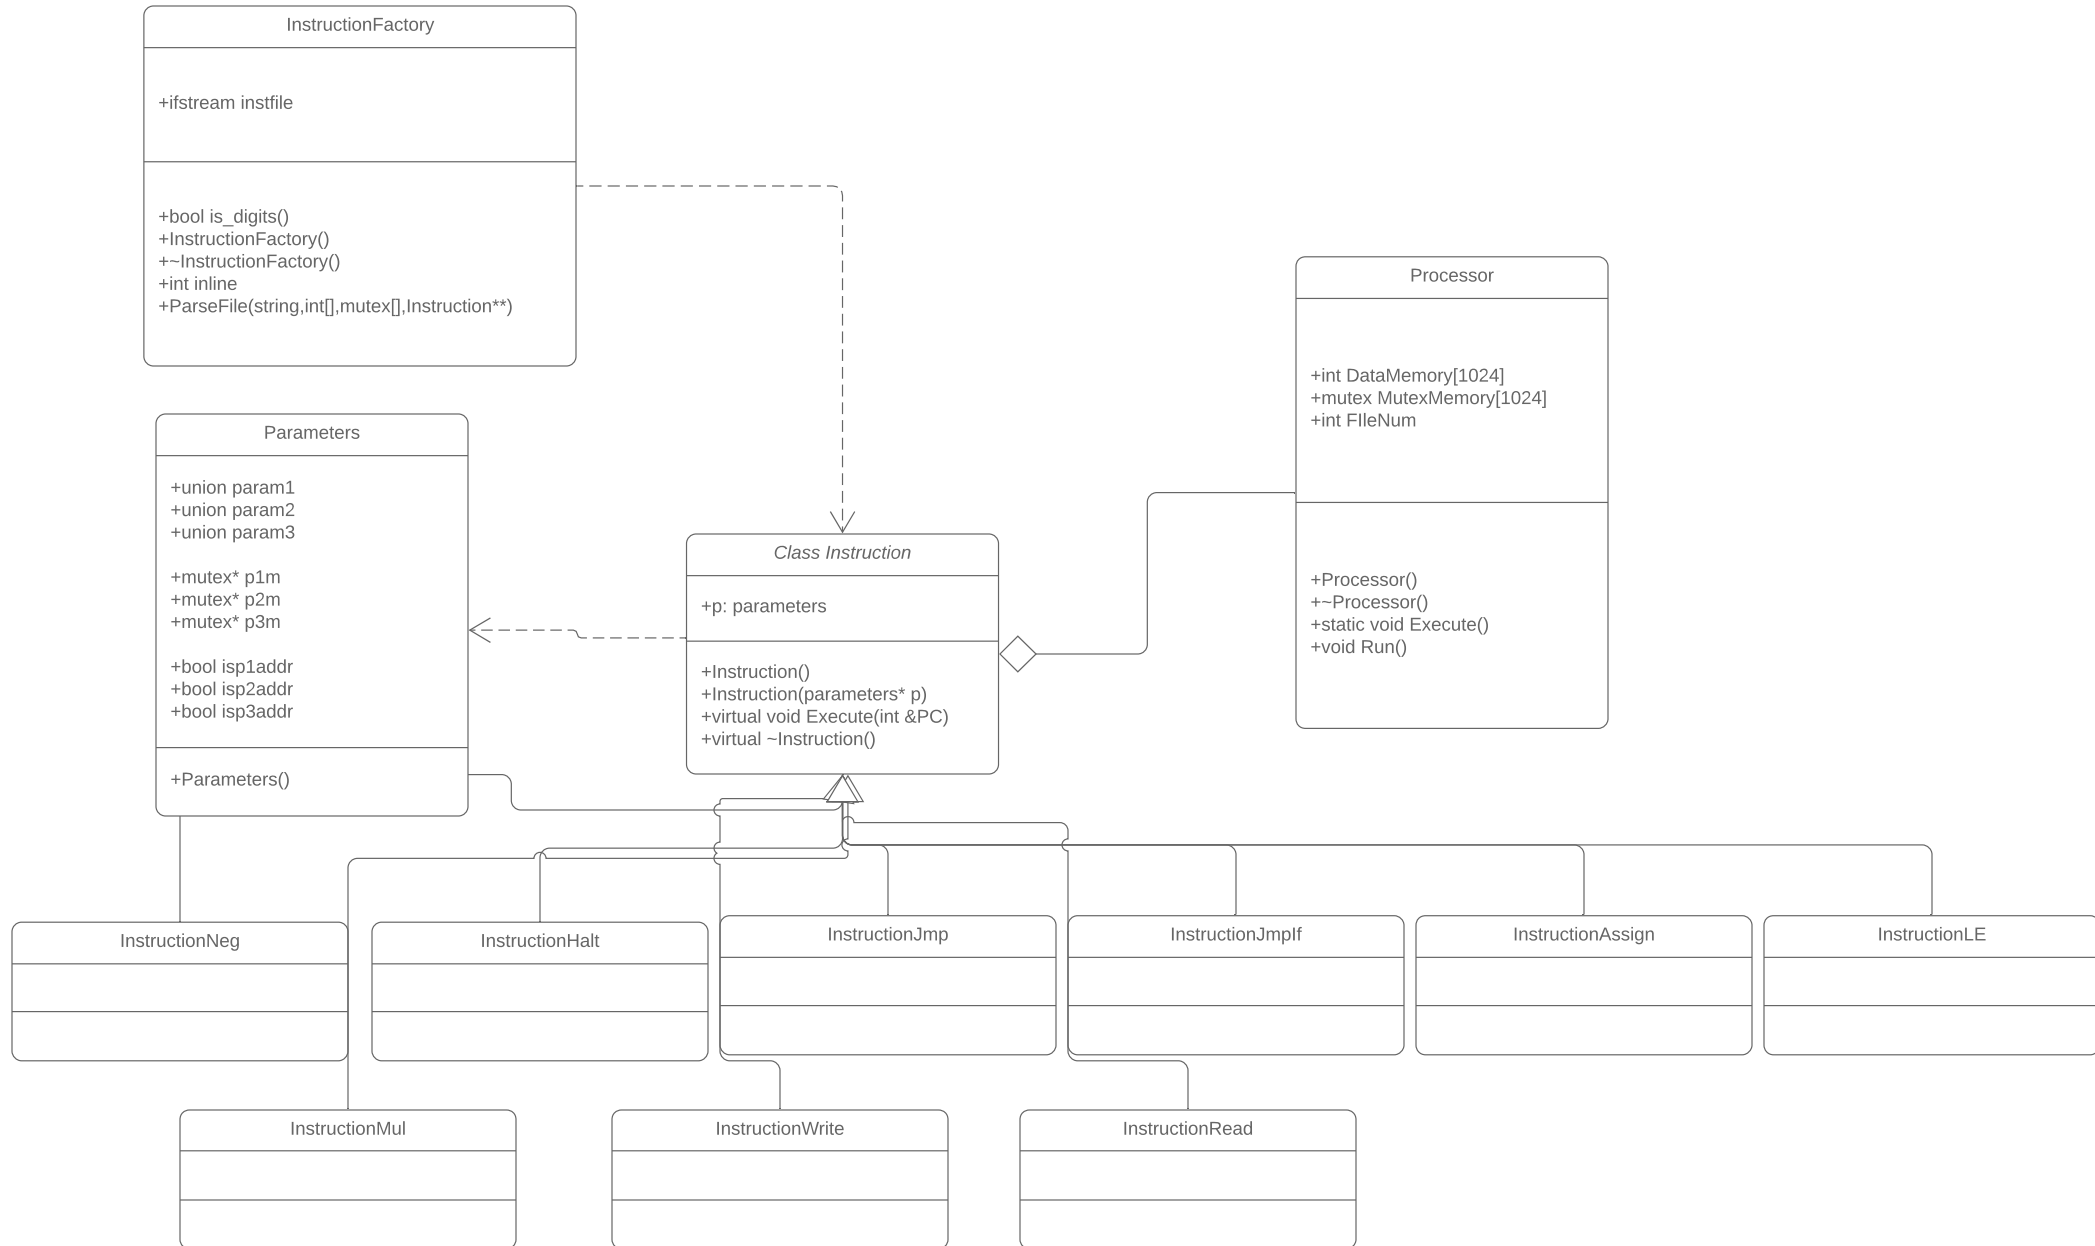 InstructionFactory
+ifstream instfile
+bool is_digits()
+InstructionFactory()
+~InstructionFactory()
+int inline
+ParseFile(string,int[],mutex[],Instruction**)
Processor
+int DataMemory[1024]
+mutex MutexMemory[1024]
+int FIleNum
+Processor()
+~Processor()
+static void Execute()
+void Run()
Parameters
+union param1
+union param2
+union param3
+mutex* p1m
+mutex* p2m
+mutex* p3m
+bool isp1addr
+bool isp2addr
+bool isp3addr
+Parameters()
Class Instruction
+p: parameters
+Instruction()
+Instruction(parameters* p)
+virtual void Execute(int &PC)
+virtual ~Instruction()
InstructionNeg
InstructionHalt
InstructionJmp
InstructionJmpIf
InstructionAssign
InstructionLE
InstructionMul
InstructionWrite
InstructionRead